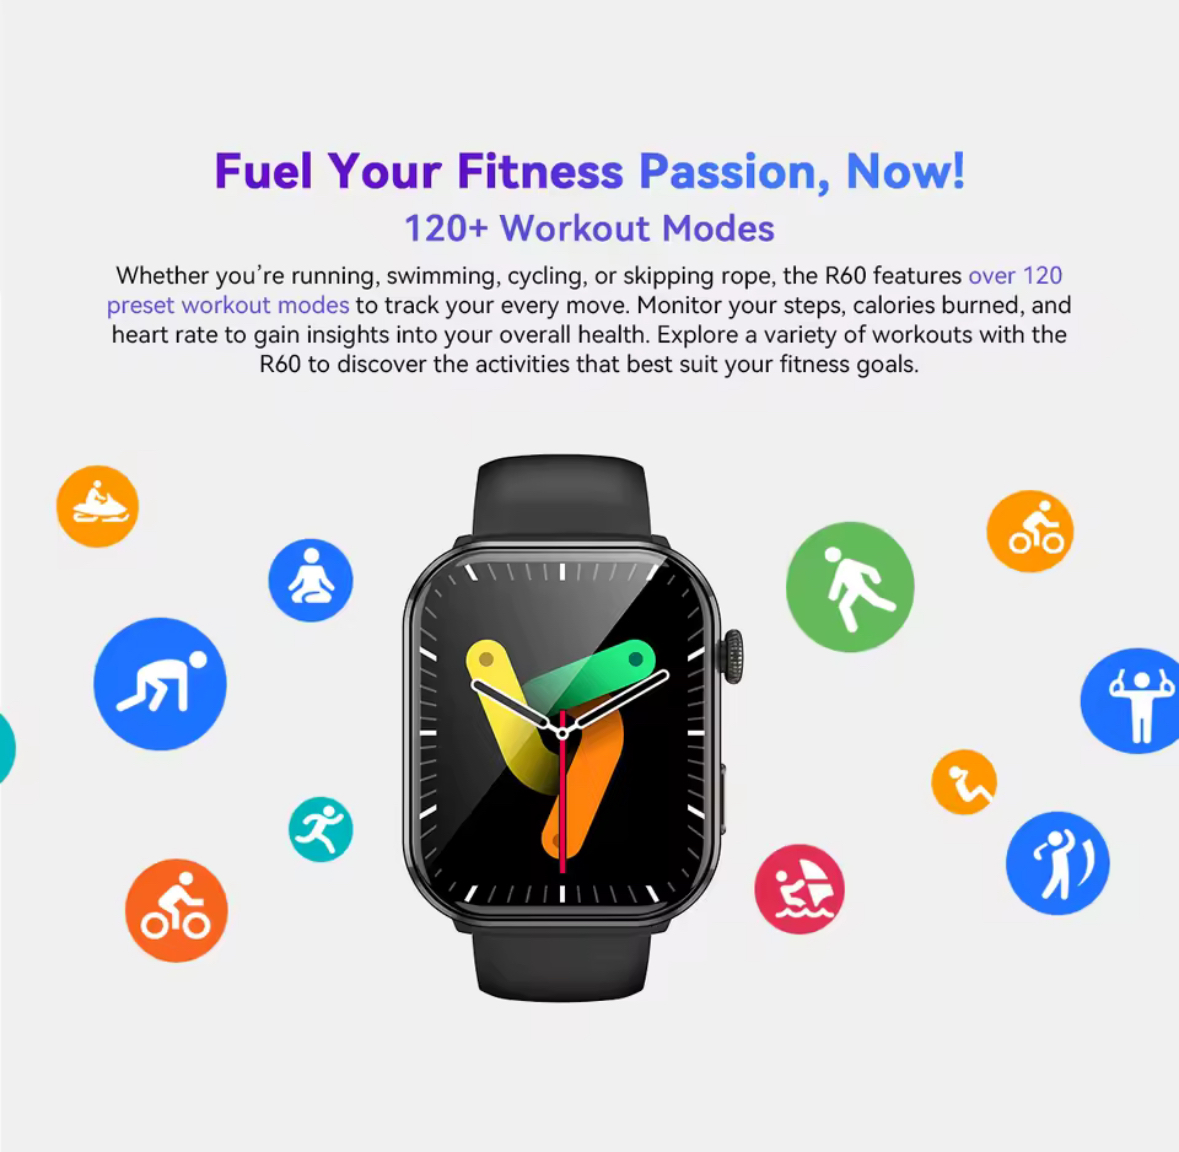 Fuel Your Fitness Passion, Now!
120+ Workout Modes
Whether you’re running, swimming, cycling, or skipping rope, the R60 features over 120
preset workout modes to track your every move. Monitor your steps, calories burned, and
heart rate to gain insights into your overall health. Explore a variety of workouts with the
R60 to discover the activities that best suit your fitness goals.